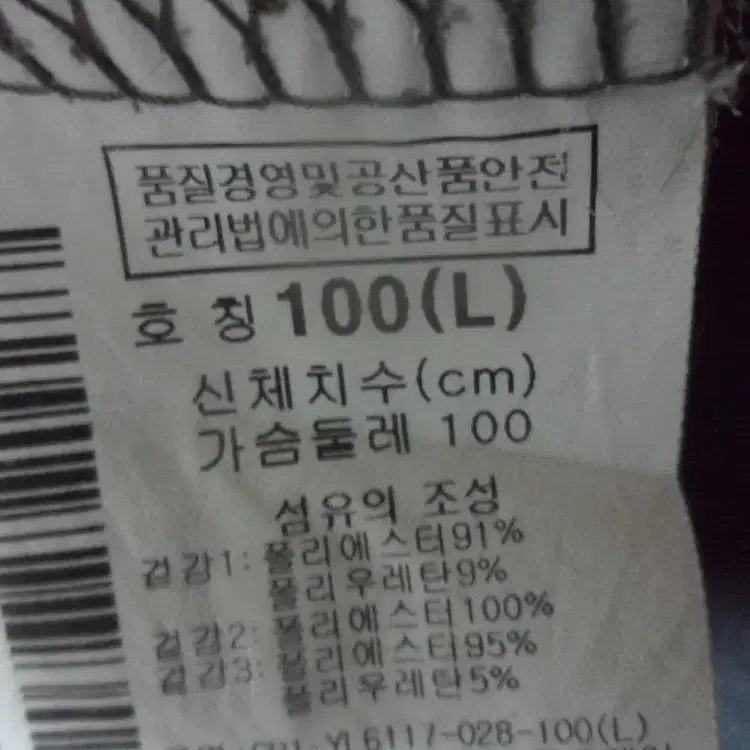 품질경영및공산품안전
관리법에의한품질표시
호 칭 100(L)
신체치수(cm)
가슴둘레 100
섬유의 조성
겉감1: 폴리에스터91%
폴리우레탄9%
겉감2: 폴리에스터100%
겉감3: 폴리에스터95%
폴리우레탄5%
YL6117-028-100(L)